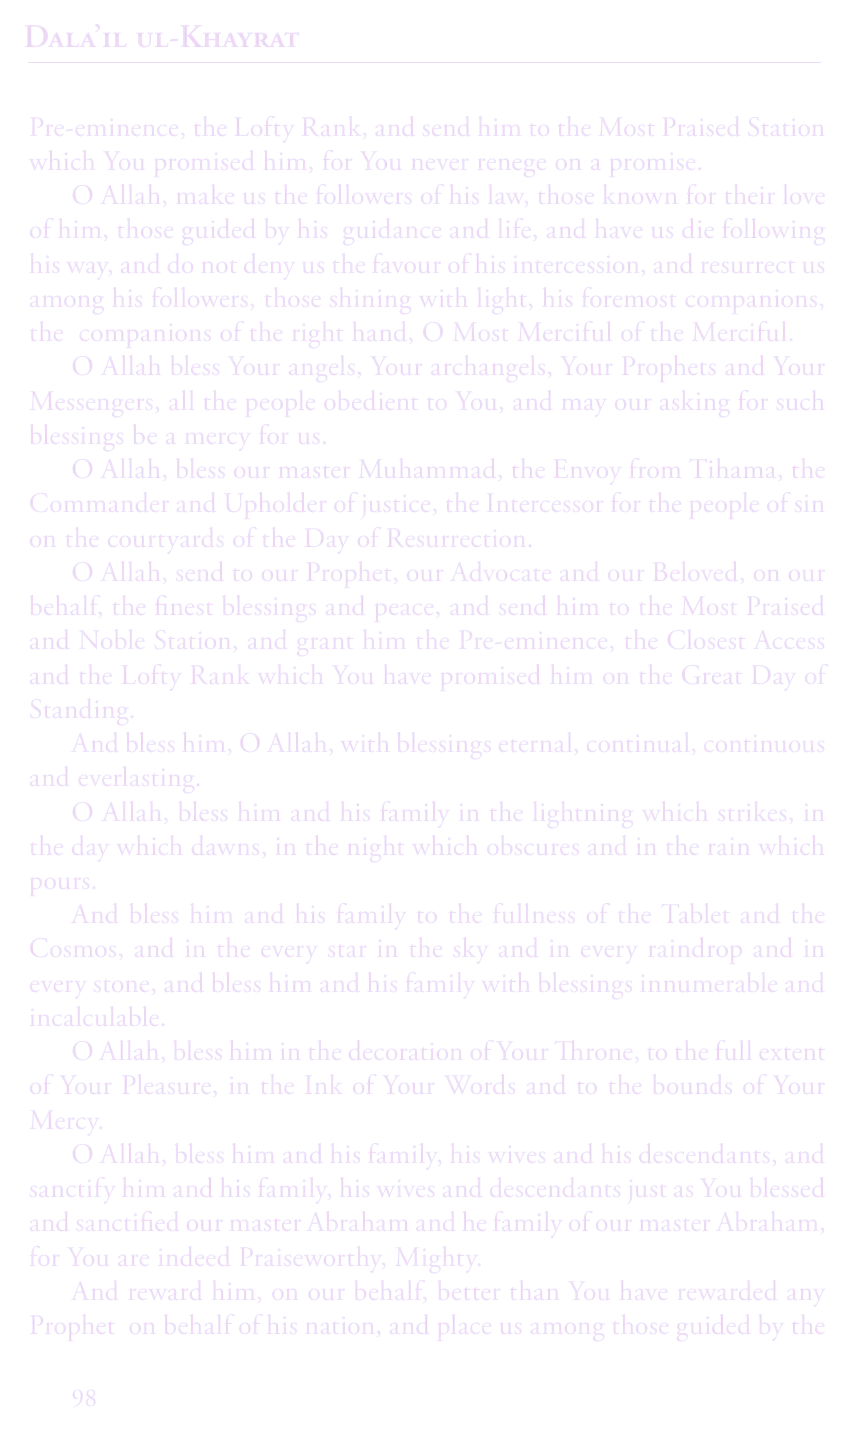 Dala’il ul-Khayrat
Pre-eminence, the Lofty Rank, and send him to the Most Praised Station
which You promised him, for You never renege on a promise.
O Allah, make us the followers of his law, those known for their love
of him, those guided by his guidance and life, and have us die following
his way, and do not deny us the favour of his intercession, and resurrect us
among his followers, those shining with light, his foremost companions,
the companions of the right hand, O Most Merciful of the Merciful.
O Allah bless Your angels, Your archangels, Your Prophets and Your
Messengers, all the people obedient to You, and may our asking for such
blessings be a mercy for us.
O Allah, bless our master Muhammad, the Envoy from Tihama, the
Commander and Upholder of justice, the Intercessor for the people of sin
on the courtyards of the Day of Resurrection.
O Allah, send to our Prophet, our Advocate and our Beloved, on our
behalf, the finest blessings and peace, and send him to the Most Praised
and Noble Station, and grant him the Pre-eminence, the Closest Access
and the Lofty Rank which You have promised him on the Great Day of
Standing.
And bless him, O Allah, with blessings eternal, continual, continuous
and everlasting.
O Allah, bless him and his family in the lightning which strikes, in
the day which dawns, in the night which obscures and in the rain which
pours.
And bless him and his family to the fullness of the Tablet and the
Cosmos, and in the every star in the sky and in every raindrop and in
every stone, and bless him and his family with blessings innumerable and
incalculable.
O Allah, bless him in the decoration of Your Throne, to the full extent
of Your Pleasure, in the Ink of Your Words and to the bounds of Your
Mercy.
O Allah, bless him and his family, his wives and his descendants, and
sanctify him and his family, his wives and descendants just as You blessed
and sanctified our master Abraham and he family of our master Abraham,
for You are indeed Praiseworthy, Mighty.
And reward him, on our behalf, better than You have rewarded any
Prophet on behalf of his nation, and place us among those guided by the
98